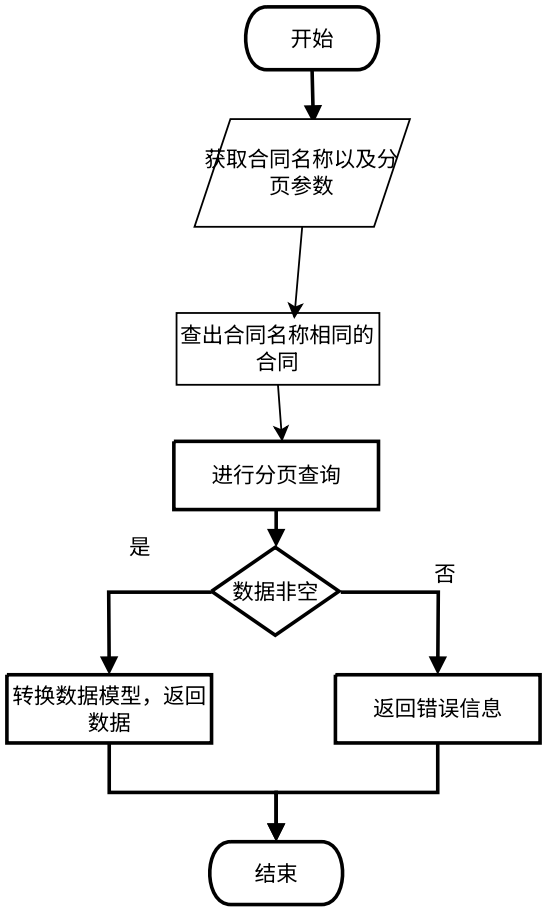 开始
获取合同名称以及分
页参数
查出合同名称相同的
合同
进行分页查询
是
数据非空
否
转换数据模型，返回
数据
返回错误信息
结束